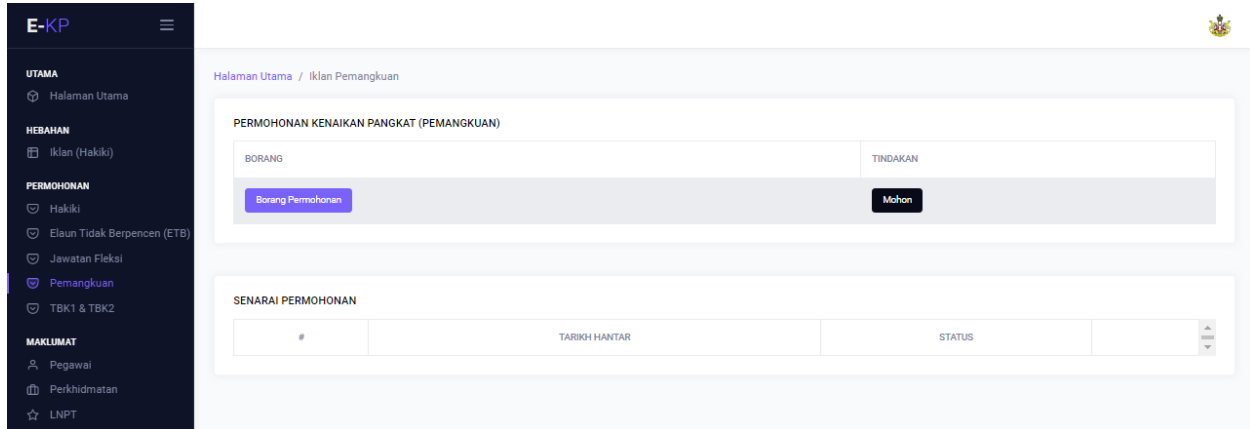 E-KP
UTAMA
Halaman Utama
HEBAHAN
Iklan (Hakiki)
PERMOHONAN
Hakiki
Elaun Tidak Berpencen (ETB)
Jawatan Fleksi
Pemangkuan
TBK1 & TBK2
MAKLUMAT
Pegawai
Perkhidmatan
LNPT
Halaman Utama / Iklan Pemangkuan
PERMOHONAN KENAIKAN PANGKAT (PEMANGKUAN)
BORANG TINDAKAN
Borang Permohonan Mohon
SENARAI PERMOHONAN
# TARIKH HANTAR STATUS